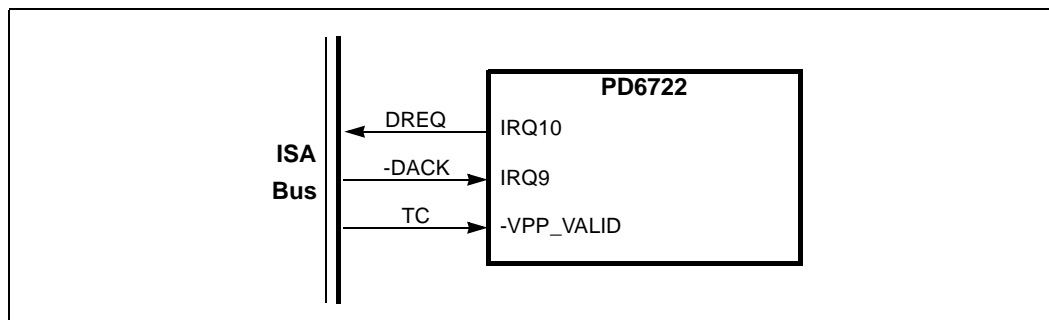 PD6722
DREQ
IRQ10
ISA
Bus
-DACK
IRQ9
TC
-VPP_VALID